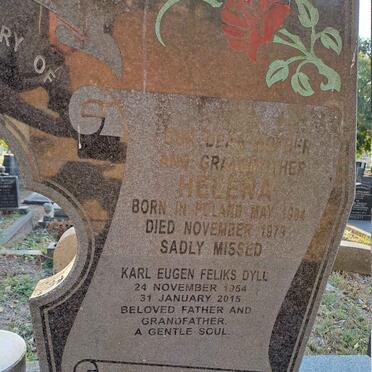 RY OF
OUR DEAR MOTHER
AND GRANDMOTHER
HELENA
BORN IN POLAND MAY
DIED NOVEMBER 1979
SADLY MISSED
KARL EUGEN FELIKS DYLL
24 NOVEMBER 1954
31 JANUARY 2015
BELOVED FATHER AND
GRANDFATHER.
A GENTLE SOUL.